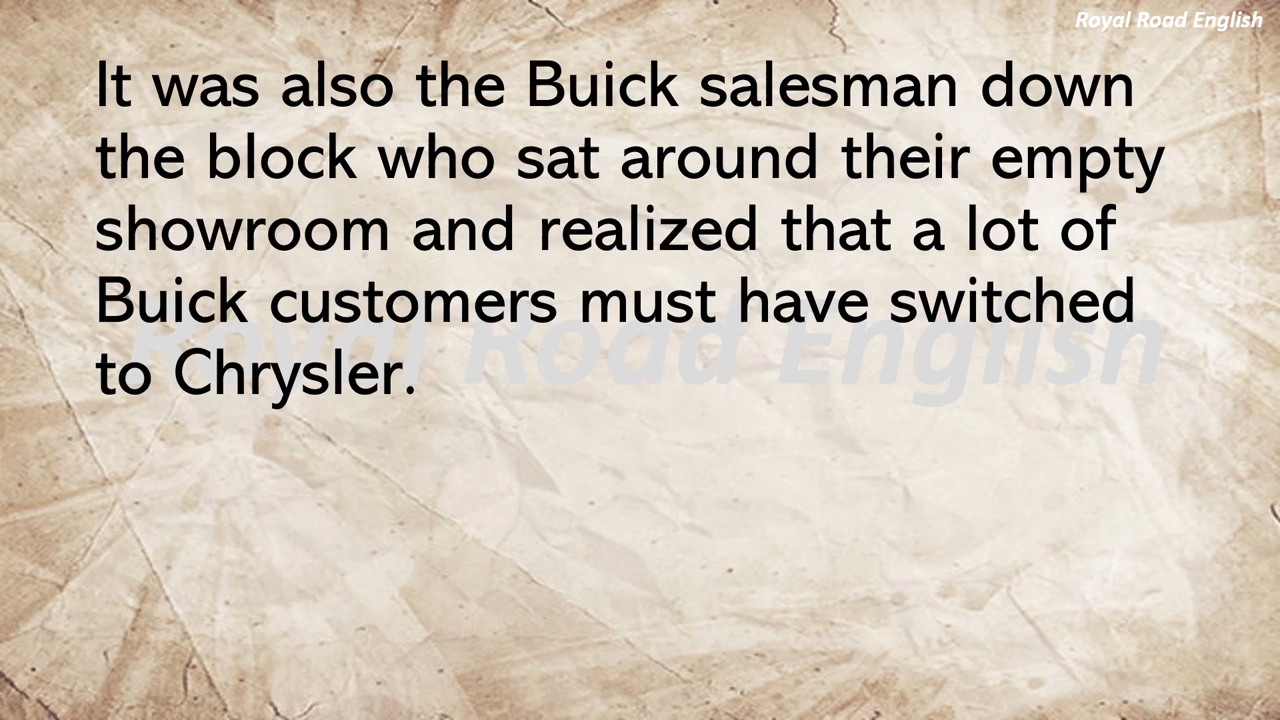 Royal Road English
It was also the Buick salesman down
the block who sat around their empty
showroom and realized that a lot of
Buick customers must have switched
to Chrysler.
Royal Road English